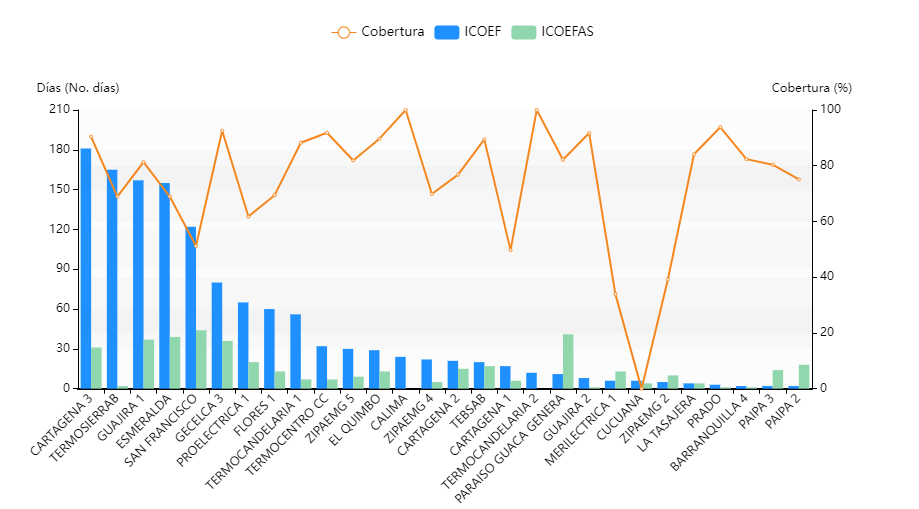 Cobertura ICOEF ICOEFAS
Días (No. días) Cobertura (%)
210 100
180
80
150
60
120
90
40
60
20
30
0 0
CARTAGENA 3
TERMOSIERRAB
GUAJIRA 1
ESMERALDA
SAN FRANCISCO
GECELCA 3
PROELECTRICA 1
FLORES 1
TERMOCANDELARIA 1
TERMOCENTRO CC
ZIPAEMG 5
EL QUIMBO
CALIMA
ZIPAEMG 4
CARTAGENA 2
TEBSAB
CARTAGENA 1
TERMOCANDELARIA 2
PARAISO GUACA GENERA
GUAJIRA 2
MERILECTRICA 1
CUCUANA
ZIPAEMG 2
LA TASAJERA
PRADO
BARRANQUILLA 4
PAIPA 3
PAIPA 2